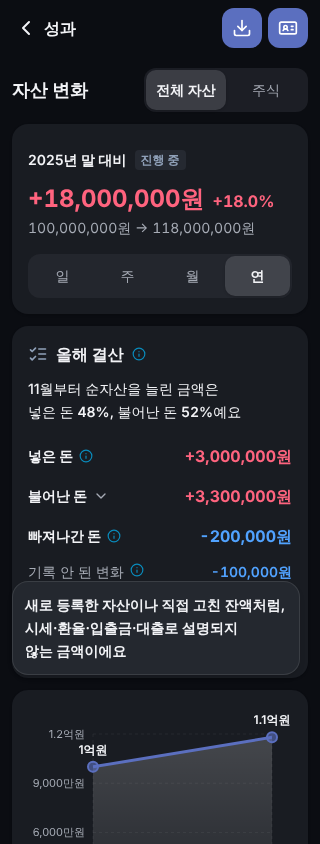 성과
자산 변화
전체 자산
주식
2025년 말 대비
진행 중
+18,000,000원 +18.0%
100,000,000원 → 118,000,000원
일
주
월
연
올해 결산
11월부터 순자산을 늘린 금액은
넣은 돈 48%, 불어난 돈 52%예요
넣은 돈
+3,000,000원
불어난 돈
+3,300,000원
빠져나간 돈
-200,000원
기록 안 된 변화
-100,000원
새로 등록한 자산이나 직접 고친 잔액처럼,
시세·환율·입출금·대출로 설명되지
않는 금액이에요
1.1억원
1.2억원
1억원
9,000만원
6,000만원